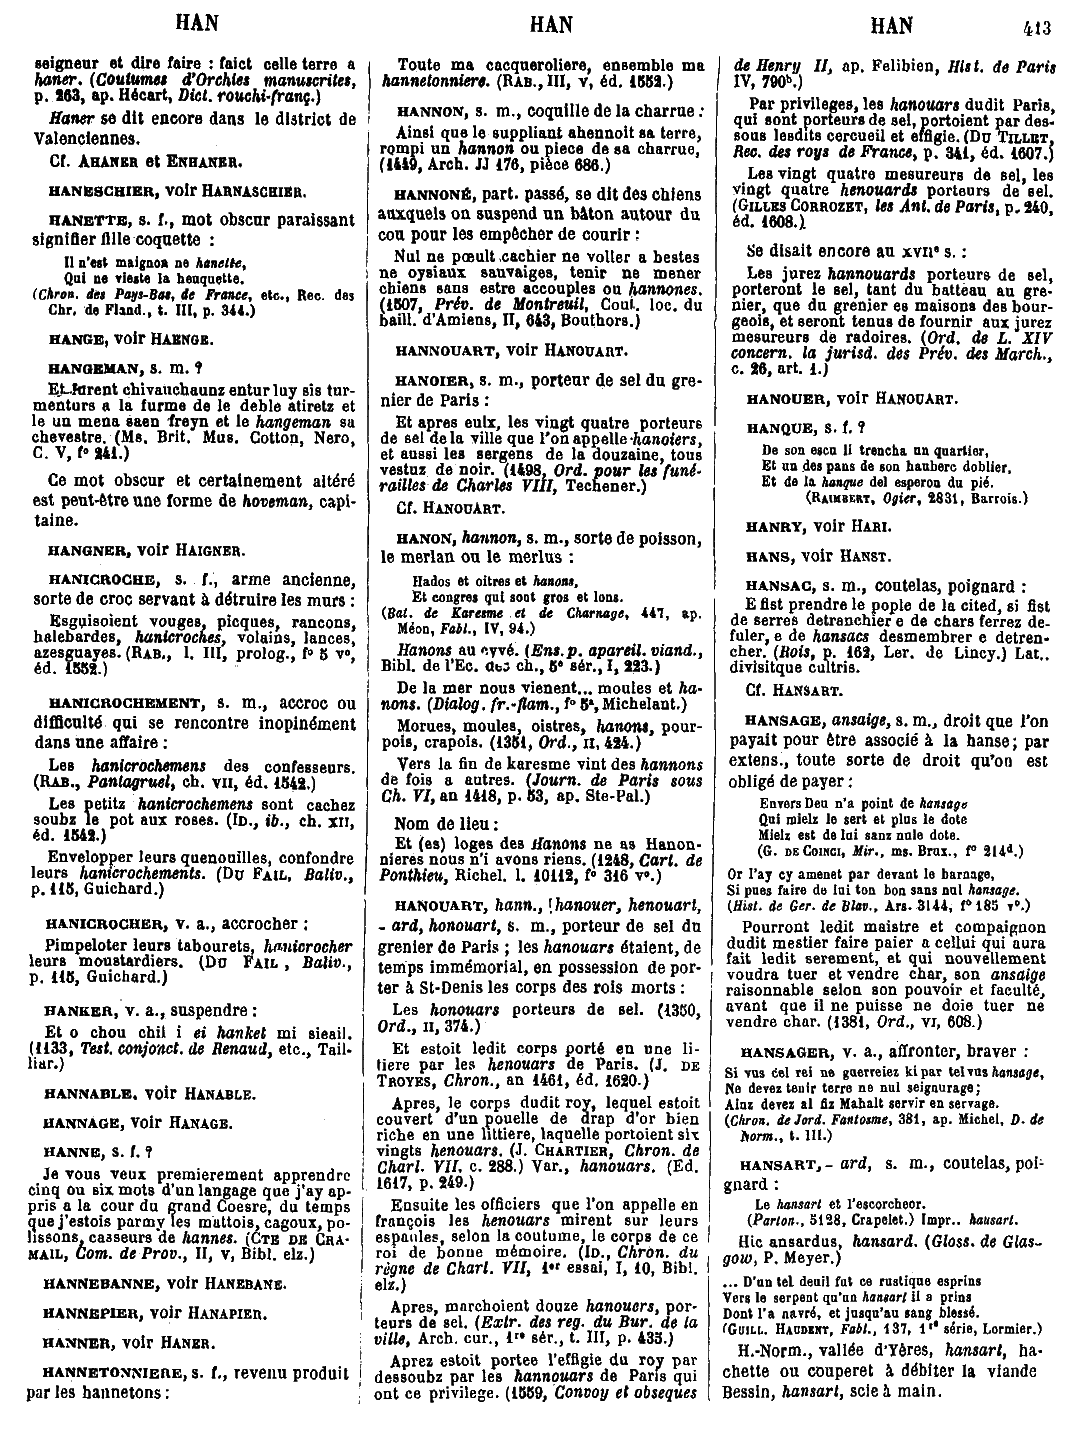 HAN
HAN
HAN
413
seigneur et dire faire : faict celle terre a
haner. (Coutumes d'Orchies manuscrites,
p. 263, ap. Hécart, Dict. rouchi-franç.)
Haner se dit encore dans le district de
Valenciennes.
Cf. AHANER et ENHANER.
HANESCHIER, voir HARNASCHIER.
HANETTE, s. f., mot obscur paraissant
signifier fille coquette :
Il n'est maignon ne hanette,
Qui ne vieste la heuquette.
(Chron. des Pays-Bas, de France, etc., Rec. des
Chr. de Fland., t. III, p. 344.)
HANGE, voir HAENGE.
HANGEMAN, s. m. ?
Et furent chivauchaunz entur luy sis tur-
menturs a la furme de le deble atiretz et
le un mena saen freyn et le hangeman sa
chevestre. (Ms. Brit. Mus. Cotton, Nero,
C. V, f° 241.)
Ce mot obscur et certainement altéré
est peut-être une forme de hoveman, capi-
taine.
HANGNER, voir HAIGNER.
HANICROCHE, s. f., arme ancienne,
sorte de croc servant à détruire les murs :
Esguisoient vouges, picques, rancons,
halebardes, hanicroches, volains, lances,
azesguayes. (RAB., l. III, prolog., f° 5 v°,
éd. 1552.)
HANICROCHEMENT, s. m., accroc ou
difficulté qui se rencontre inopinément
dans une affaire :
Les hanicrochemens des confesseurs.
(RAB., Pantagruel, ch. VII, éd. 1542.)
Les petitz hanicrochemens sont cachez
soubz le pot aux roses. (ID., ib., ch. XII,
éd. 1542.)
Envelopper leurs quenouilles, confondre
leurs hanicrochements. (DU FAIL, Baliv.,
p. 115, Guichard.)
HANICROCHER, v. a., accrocher :
Pimpeloter leurs tabourets, hanicrocher
leurs moustardiers. (DU FAIL, Baliv.,
p. 115, Guichard.)
HANKER, v. a., suspendre :
Et o chou chil i ei hanket mi sieail.
(1133, Test. conjonct. de Renaud, etc., Tail-
liar.)
HANNABLE, voir HANABLE.
HANNAGE, voir HANAGE.
HANNE, s. f. ?
Je vous veux premierement apprendre
cinq ou six mots d'un langage que j'ay ap-
pris a la cour du grand Coesre, du temps
que j'estois parmy les mattois, cagoux, po-
lissons, casseurs de hannes. (CTE DE CRA-
MAIL, Com. de Prov., II, V, Bibl. elz.)
HANNEBANNE, voir HANEBANE.
HANNEPIER, voir HANAPIER.
HANNER, voir HANER.
HANNETONNIERE, s. f., revenu produit
par les hannetons :
Toute ma cacqueroliere, ensemble ma
hannetonniere. (RAB., III, V, éd. 1552.)
HANNON, s. m., coquille de la charrue :
Ainsi que le suppliant ahennoit sa terre,
rompi un hannon ou piece de sa charrue,
(1449, Arch. JJ 176, pièce 686.)
HANNONÉ, part. passé, se dit des chiens
auxquels on suspend un bâton autour du
cou pour les empêcher de courir :
Nul ne pœult cachier ne voller a bestes
ne oysiaux sauvaiges, tenir ne mener
chiens sans estre accouples ou hannones.
(1507, Prév. de Montreuil, Cout. loc. du
baill. d'Amiens, II, 643, Bouthors.)
HANNOUART, voir HANOUART.
HANOIER, s. m., porteur de sel du gre-
nier de Paris :
Et apres eulx, les vingt quatre porteurs
de sel de la ville que l'on appelle hanoiers,
et aussi les sergens de la douzaine, tous
vestuz de noir. (1498, Ord. pour les funé-
railles de Charles VIII, Techener.)
Cf. HANOUART.
HANON, hannon, s. m., sorte de poisson,
le merlan ou le merlus :
Hados et oitres et hanons,
Et congres qui sont gros et lons.
(Bat. de Karesme et de Charnage, 447, ap.
Méon, Fabl., IV, 94.)
Hanons au cyvé. (Ens. p. apareil. viand.,
Bibl. de l'Ec. des ch., 5e sér., I, 223.)
De la mer nous vienent... moules et ha-
nons. (Dialog. fr.-flam., f° 5a, Michelant.)
Morues, moules, oistres, hanons, pour-
pois, crapois. (1351, Ord., II, 424.)
Vers la fin de karesme vint des hannons
de fois a autres. (Journ. de Paris sous
Ch. VI, an 1418, p. 53, ap. Ste-Pal.)
Nom de lieu :
Et (es) loges des Hanons ne as Hanon-
nieres nous n'i avons riens. (1248, Cart. de
Ponthieu, Richel. l. 10112, f° 316 v°.)
HANOUART, hann., hanouer, henouart,
- ard, honouart, s. m., porteur de sel du
grenier de Paris ; les hanouars étaient, de
temps immémorial, en possession de por-
ter à St-Denis les corps des rois morts :
Les honouars porteurs de sel. (1350,
Ord., II, 374.)
Et estoit ledit corps porté en une li-
tiere par les henouars de Paris. (J. DE
TROYES, Chron., an 1461, éd. 1620.)
Apres, le corps dudit roy, lequel estoit
couvert d'un pouelle de drap d'or bien
riche en une littiere, laquelle portoient six
vingts henouars. (J. CHARTIER, Chron. de
Charl. VII. c. 288.) Var., hanouars. (Ed.
1617, p. 249.)
Ensuite les officiers que l'on appelle en
françois les henouars mirent sur leurs
espaules, selon la coutume, le corps de ce
roi de bonne mémoire. (ID., Chron. du
règne de Charl. VII, 1er essai, I, 10, Bibl.
elz.)
Apres, marchoient douze hanouers, por-
teurs de sel. (Extr. des reg. du Bur. de la
ville, Arch. cur., 1re sér., t. III, p. 435.)
Aprez estoit portee l'effigie du roy par
dessoubz par les hannouars de Paris qui
ont ce privilege. (1559, Convoy et obseques
de Henry II, ap. Felibien, Hist. de Paris
IV, 790b.)
Par privileges, les hanouars dudit Paris,
qui sont porteurs de sel, portoient par des-
sous lesdits cercueil et effigie. (DU TILLET,
Rec. des roys de France, p. 341, éd. 1607.)
Les vingt quatre mesureurs de sel, les
vingt quatre henouards porteurs de sel.
(GILLES CORROZET, les Ant. de Paris, p. 240,
éd. 1608.)
Se disait encore au XVIIe s. :
Les jurez hannouards porteurs de sel,
porteront le sel, tant du batteau au gre-
nier, que du grenier es maisons des bour-
geois, et seront tenus de fournir aux jurez
mesureurs de radoires. (Ord. de L. XIV
concern. la jurisd. des Prév. des March.,
c. 26, art. 1.)
HANOUER, voir HANOUART.
HANQUE, s. f. ?
De son escu li trencha un quartier,
Et un des pans de son hauberc doblier,
Et de la hanque del esperon du pié.
(RAIMBERT, Ogier, 2831, Barrois.)
HANRY, voir HARI.
HANS, voir HANST.
HANSAC, s. m., coutelas, poignard :
E fist prendre le pople de la cited, si fist
de serres detranchier e de chars ferrez de-
fuler, e de hansacs desmembrer e detren-
cher. (Rois, p. 162, Ler. de Lincy.) Lat.,
divisitque cultris.
Cf. HANSART.
HANSAGE, ansaige, s. m., droit que l'on
payait pour être associé à la hanse ; par
extens., toute sorte de droit qu'on est
obligé de payer :
Envers Deu n'a point de hansage
Qui mielz le sert et plus le dote
Mielz est de lui sanz nule dote.
(G. DE COINCI, Mir., ms. Brux., f° 214d.)
Or l'ay cy amenet par devant le barnage,
Si pues faire de lui ton bon sans nul hansage.
(Hist. de Ger. de Blav., Ars. 3144, f° 185 v°.)
Pourront ledit maistre et compaignon
dudit mestier faire paier a cellui qui aura
fait ledit serement, et qui nouvellement
voudra tuer et vendre char, son ansaige
raisonnable selon son pouvoir et faculté,
avant que il ne puisse ne doie tuer ne
vendre char. (1381, Ord., VI, 608.)
HANSAGER, v. a., affronter, braver :
Si vus cel rei ne guerreiez ki par tel vus hansage,
Ne devez tenir terre ne nul seignurage ;
Ainz devez al fiz Mahalt servir en servage.
(Chron. de Jord. Fantosme, 381, ap. Michel, D. de
Norm., t. III.)
HANSART, - ard, s. m., coutelas, poi-
gnard :
Le hansart et l'escorcheor.
(Parton., 5128, Crapelet.) Impr.. hausart.
Hic ansardus, hansard. (Gloss. de Glas-
gow, P. Meyer.)
... D'un tel deuil fut ce rustique esprins
Vers le serpent qu'un hansart il a prins
Dont l'a navré, et jusqu'au sang blessé.
(GUILL. HAUDENT, Fabl., 137, 1re série, Lormier.)
H.-Norm., vallée d'Yères, hansart, ha-
chette ou couperet à débiter la viande
Bessin, hansart, scie à main.